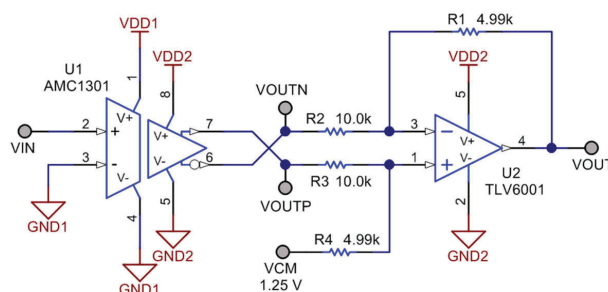 VDD1
R1 4.99k
U1
AMC1301
VDD2
VDD2
1
8
VOUTN
5
V+
V-
V+
V-
VIN
2
+
3
-
7
6
R2 10.0k
3
−
V+
V-
4
VOUT
R3 10.0k
1
+
U2
TLV6001
GND1
4
5
VOUTP
2
GND2
R4 4.99k
VCM
1.25 V
GND2
GND1